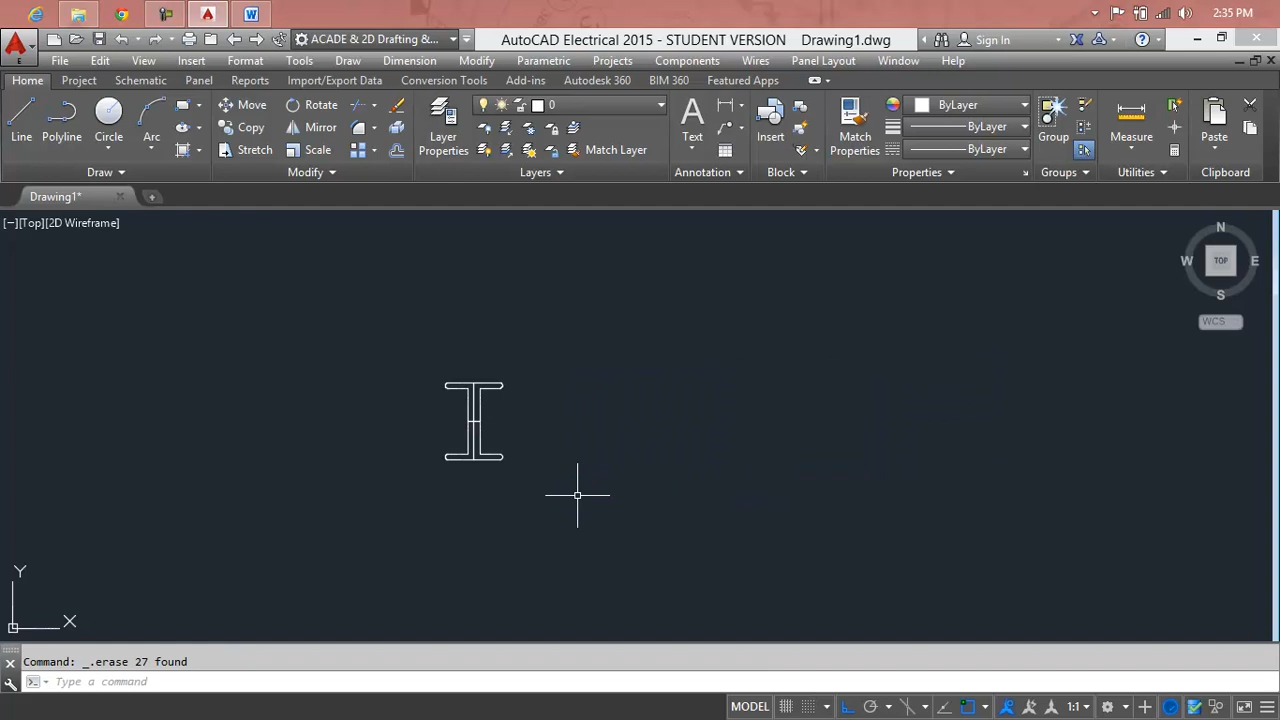 2:35 PM
ACADE & 2D Drafting &...
AutoCAD Electrical 2015 - STUDENT VERSION Drawing1.dwg
Sign In
E
File Edit View Insert Format Tools Draw Dimension Modify Parametric Projects Components Wires Panel Layout Window Help
Home Project Schematic Panel Reports Import/Export Data Conversion Tools Add-ins Autodesk 360 BIM 360 Featured Apps
Line Polyline Circle Arc
Move Rotate
Copy Mirror
Stretch Scale
Layer
Properties
0
Match Layer
Text
Insert
Match
Properties
ByLayer
ByLayer
ByLayer
Group
Measure
Paste
Draw Modify Layers Annotation Block Properties Groups Utilities Clipboard
Drawing1*
[−][Top][2D Wireframe]
N
W TOP E
S
WCS
Y
X
Command: _.erase 27 found
Type a command
MODEL 1:1